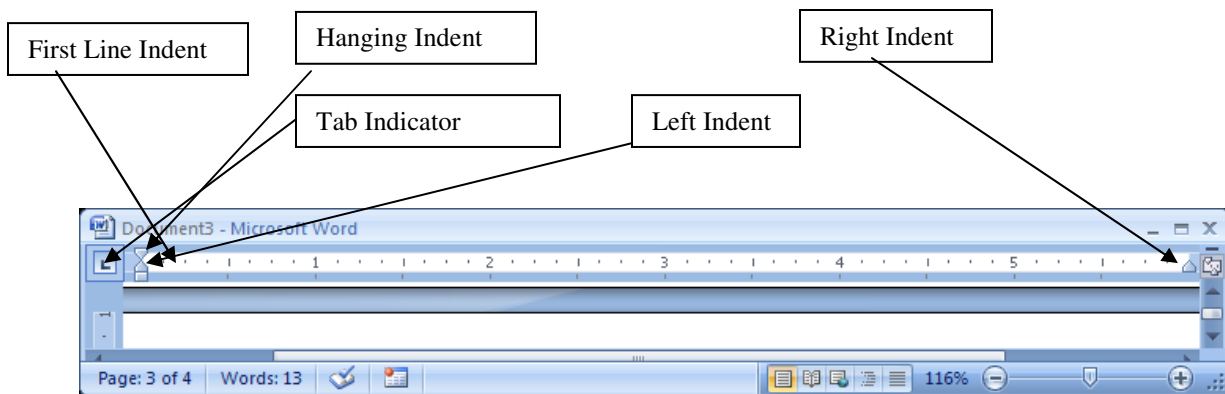 First Line Indent
Hanging Indent
Right Indent
Tab Indicator
Left Indent
Document3 - Microsoft Word
1 2 3 4 5
1
Page: 3 of 4 Words: 13 116%